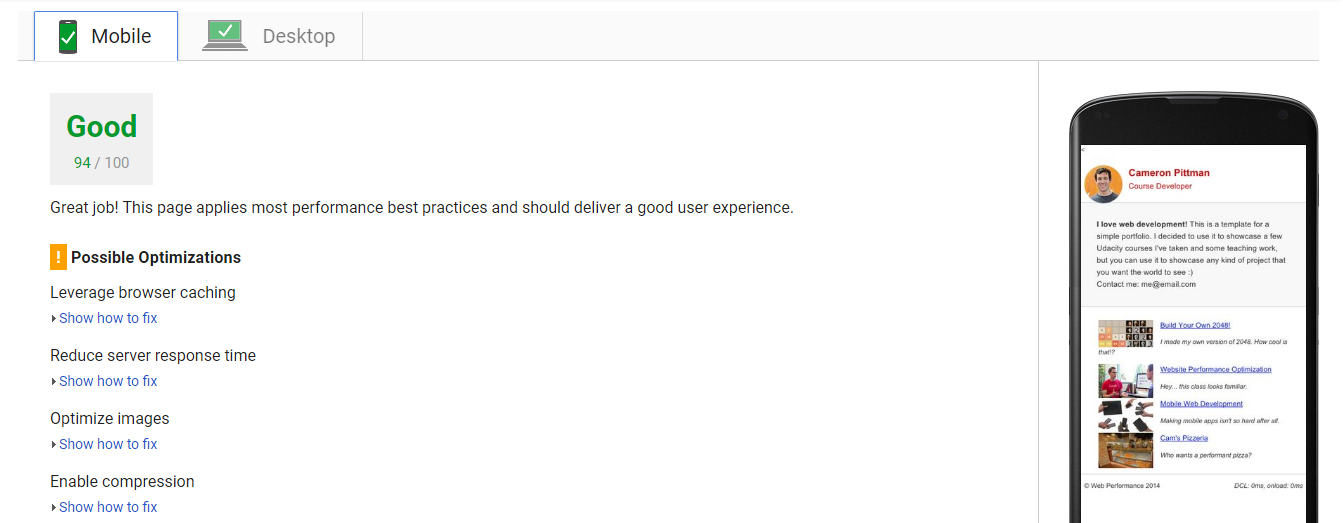 Mobile
Desktop
Good
94 / 100
Great job! This page applies most performance best practices and should deliver a good user experience.
! Possible Optimizations
Leverage browser caching
Show how to fix
Reduce server response time
Show how to fix
Optimize images
Show how to fix
Enable compression
Show how to fix
<
Cameron Pittman
Course Developer
I love web development! This is a template for a
simple portfolio. I decided to use it to showcase a few
Udacity courses I've taken and some teaching work,
but you can use it to showcase any kind of project that
you want the world to see :)
Contact me: me@email.com
Build Your Own 2048!
I made my own version of 2048. How cool is
that!?
Website Performance Optimization
Hey... this class looks familiar.
Mobile Web Development
Making mobile apps isn't so hard after all.
Cam's Pizzeria
Who wants a performant pizza?
© Web Performance 2014
DCL: 0ms, onload: 0ms